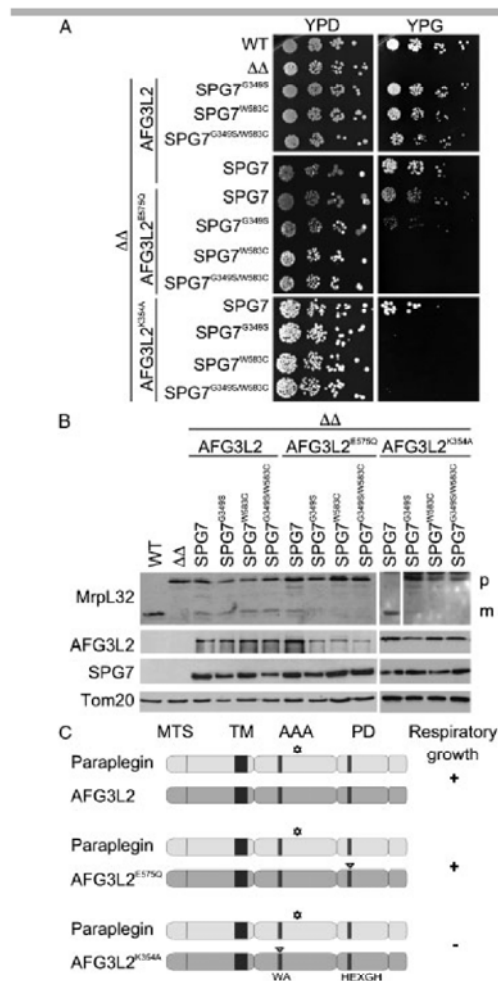 A
YPD YPG
WT
ΔΔ
SPG7G349S
SPG7W583C
SPG7G349S/W583C
SPG7
SPG7
SPG7G349S
SPG7W583C
SPG7G349S/W583C
SPG7
SPG7G349S
SPG7W583C
SPG7G349S/W583C
AFG3L2
AFG3L2E575Q
AFG3L2K354A
ΔΔ
B
ΔΔ
AFG3L2 AFG3L2E575Q AFG3L2K354A
WT ΔΔ SPG7 SPG7G349S SPG7W583C SPG7G349S/W583C SPG7 SPG7G349S SPG7W583C SPG7G349S/W583C SPG7 SPG7G349S SPG7W583C SPG7G349S/W583C
p
MrpL32
m
AFG3L2
SPG7
Tom20
C MTS TM AAA PD Respiratory
growth
Paraplegin
+
AFG3L2
Paraplegin
+
AFG3L2E575Q
Paraplegin
-
AFG3L2K354A
WA HEXGH